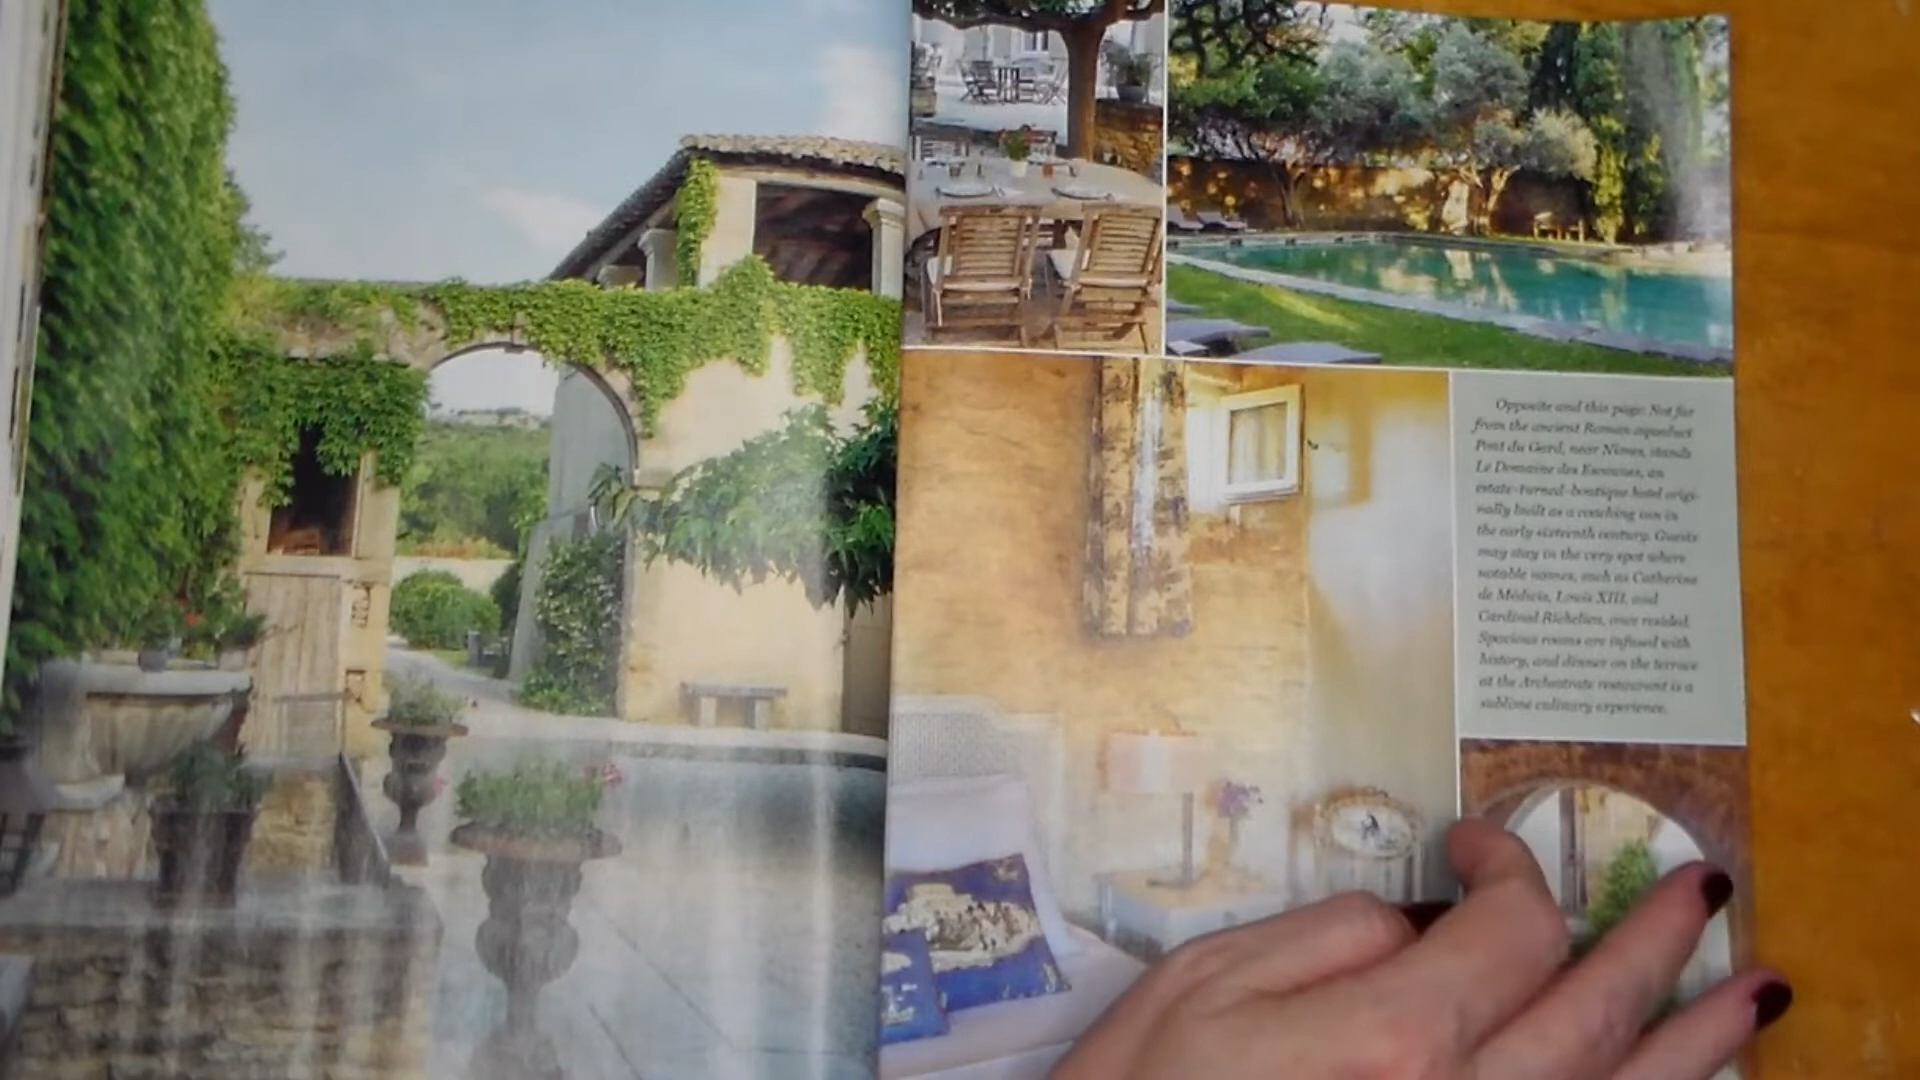 Opposite and this page: Not far
from the ancient Roman aqueduct
Pont du Gard, near Nîmes, stands
Le Domaine des Escaunes, an
estate-turned-boutique hotel origi-
nally built as a coaching inn in
the early sixteenth century. Guests
may stay in the very spot where
notable names, such as Catherine
de Médicis, Louis XIII, and
Cardinal Richelieu, once resided.
Spacious rooms are infused with
history, and dinner on the terrace
at the Archestrate restaurant is a
sublime culinary experience.